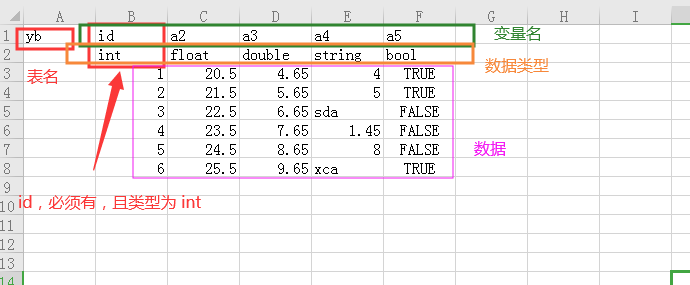 A B C D E F G H I
1 yb id a2 a3 a4 a5 变量名
2 int float double string bool 数据类型
3 表名 1 20.5 4.65 4 TRUE
4 2 21.5 5.65 5 TRUE
5 3 22.5 6.65 sda FALSE
6 4 23.5 7.65 1.45 FALSE
7 5 24.5 8.65 8 FALSE 数据
8 6 25.5 9.65 xca TRUE
9
10 id，必须有，且类型为 int
11
12
13
14